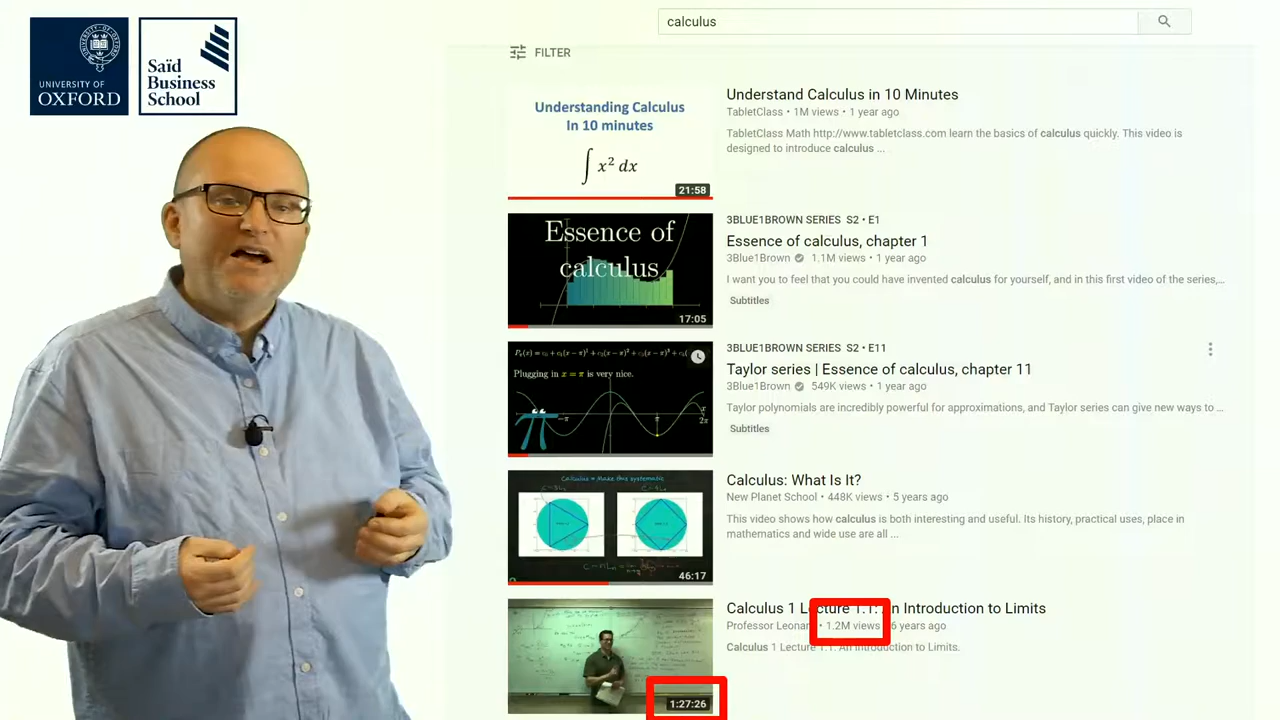 UNIVERSITY OF
OXFORD
Saïd
Business
School
calculus
FILTER
Understanding Calculus
In 10 minutes
∫ x² dx
21:58
Understand Calculus in 10 Minutes
TabletClass • 1M views • 1 year ago
TabletClass Math http://www.tabletclass.com learn the basics of calculus quickly. This video is
designed to introduce calculus ...
Essence of
calculus
17:05
3BLUE1BROWN SERIES S2 • E1
Essence of calculus, chapter 1
3Blue1Brown 1.1M views • 1 year ago
I want you to feel that you could have invented calculus for yourself, and in this first video of the series,...
Subtitles
Plugging in x = π is very nice.
−π
π
x
2π
3BLUE1BROWN SERIES S2 • E11
Taylor series | Essence of calculus, chapter 11
3Blue1Brown 549K views • 1 year ago
Taylor polynomials are incredibly powerful for approximations, and Taylor series can give new ways to ...
Subtitles
Calculus = Make this systematic
46:17
Calculus: What Is It?
New Planet School • 448K views • 5 years ago
This video shows how calculus is both interesting and useful. Its history, practical uses, place in
mathematics and wide use are all ...
1:27:26
Calculus 1 Lecture 1.1: An Introduction to Limits
Professor Leonar • 1.2M views 6 years ago
Calculus 1 Lecture 1.1: An Introduction to Limits.